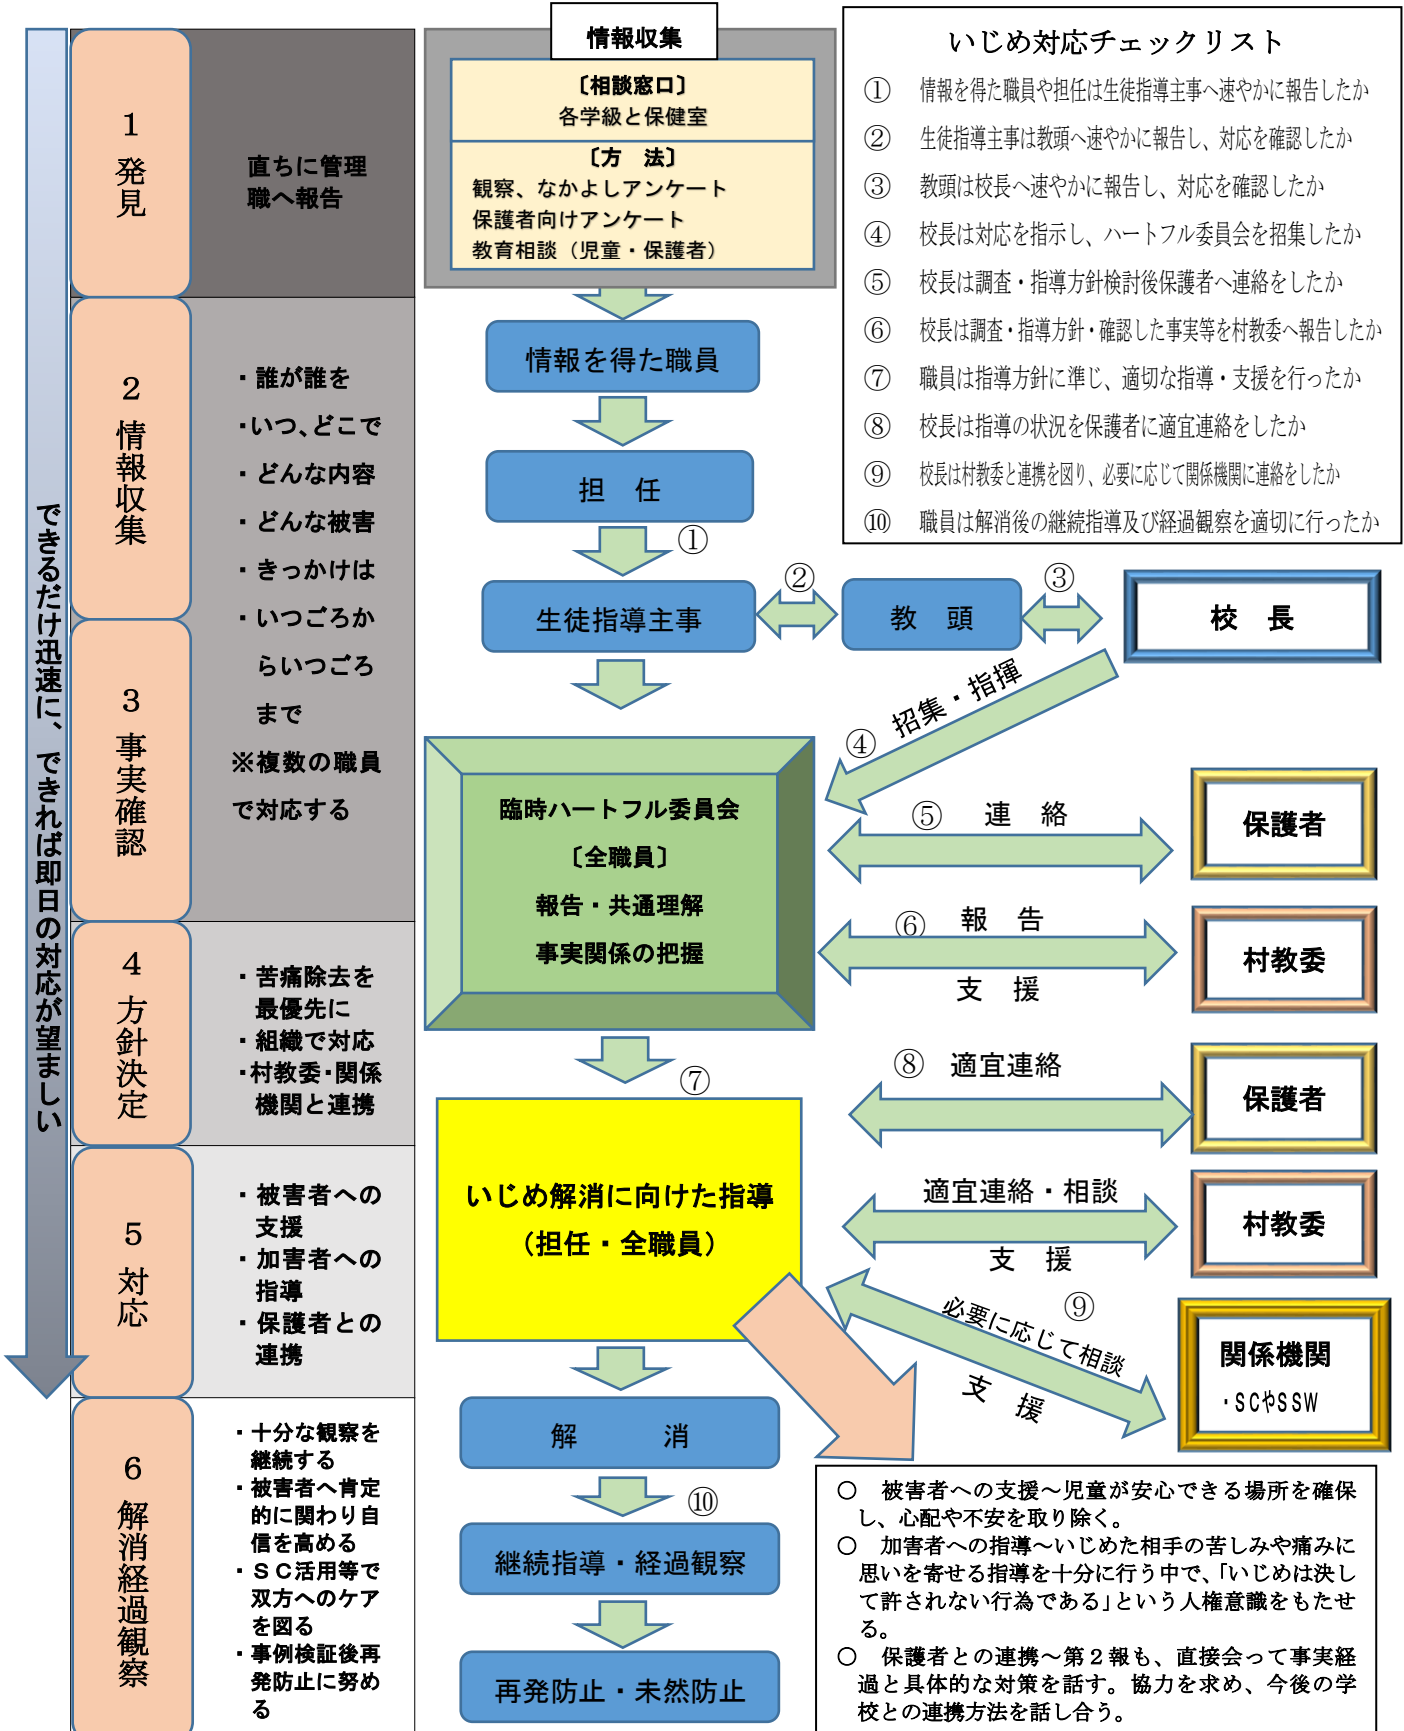 できるだけ迅速に、できれば即日の対応が望ましい
1 発見
直ちに管理
職へ報告
2 情報収集
3 事実確認
・誰が誰を
・いつ、どこで
・どんな内容
・どんな被害
・きっかけは
・いつごろか
らいつごろ
まで
※複数の職員
で対応する
4 方針決定
・苦痛除去を
最優先に
・組織で対応
・村教委・関係
機関と連携
5 対応
・被害者への
支援
・加害者への
指導
・保護者との
連携
6 解消経過観察
・十分な観察を
継続する
・被害者へ肯定
的に関わり自
信を高める
・ＳＣ活用等で
双方へのケア
を図る
・事例検証後再
発防止に努め
る
情報収集
〔相談窓口〕
各学級と保健室
〔方　法〕
観察、なかよしアンケート
保護者向けアンケート
教育相談（児童・保護者）
情報を得た職員
担　任
①
生徒指導主事
②
教　頭
③
校　長
④ 招集・指揮
臨時ハートフル委員会
〔全職員〕
報告・共通理解
事実関係の把握
⑤　連　絡
保護者
⑥　報　告
支　援
村教委
⑦
いじめ解消に向けた指導
（担任・全職員）
⑧　適宜連絡
保護者
適宜連絡・相談
支　援
村教委
⑨
必要に応じて相談
支　援
関係機関
・SCやSSW
解　　消
⑩
継続指導・経過観察
再発防止・未然防止
いじめ対応チェックリスト
①　情報を得た職員や担任は生徒指導主事へ速やかに報告したか
②　生徒指導主事は教頭へ速やかに報告し、対応を確認したか
③　教頭は校長へ速やかに報告し、対応を確認したか
④　校長は対応を指示し、ハートフル委員会を招集したか
⑤　校長は調査・指導方針検討後保護者へ連絡をしたか
⑥　校長は調査・指導方針・確認した事実等を村教委へ報告したか
⑦　職員は指導方針に準じ、適切な指導・支援を行ったか
⑧　校長は指導の状況を保護者に適宜連絡をしたか
⑨　校長は村教委と連携を図り、必要に応じて関係機関に連絡をしたか
⑩　職員は解消後の継続指導及び経過観察を適切に行ったか
○　被害者への支援～児童が安心できる場所を確保
し、心配や不安を取り除く。
○　加害者への指導～いじめた相手の苦しみや痛みに
思いを寄せる指導を十分に行う中で、「いじめは決し
て許されない行為である」という人権意識をもたせ
る。
○　保護者との連携～第２報も、直接会って事実経
過と具体的な対策を話す。協力を求め、今後の学
校との連携方法を話し合う。